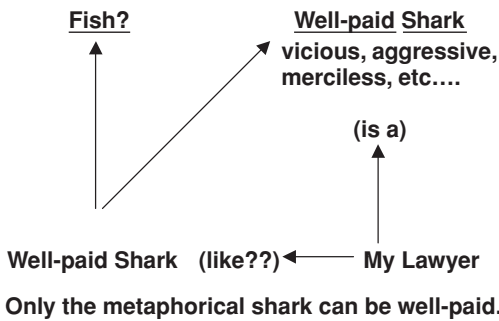 Fish?
Well-paid Shark
vicious, aggressive,
merciless, etc….
(is a)
Well-paid Shark (like??) My Lawyer
Only the metaphorical shark can be well-paid.